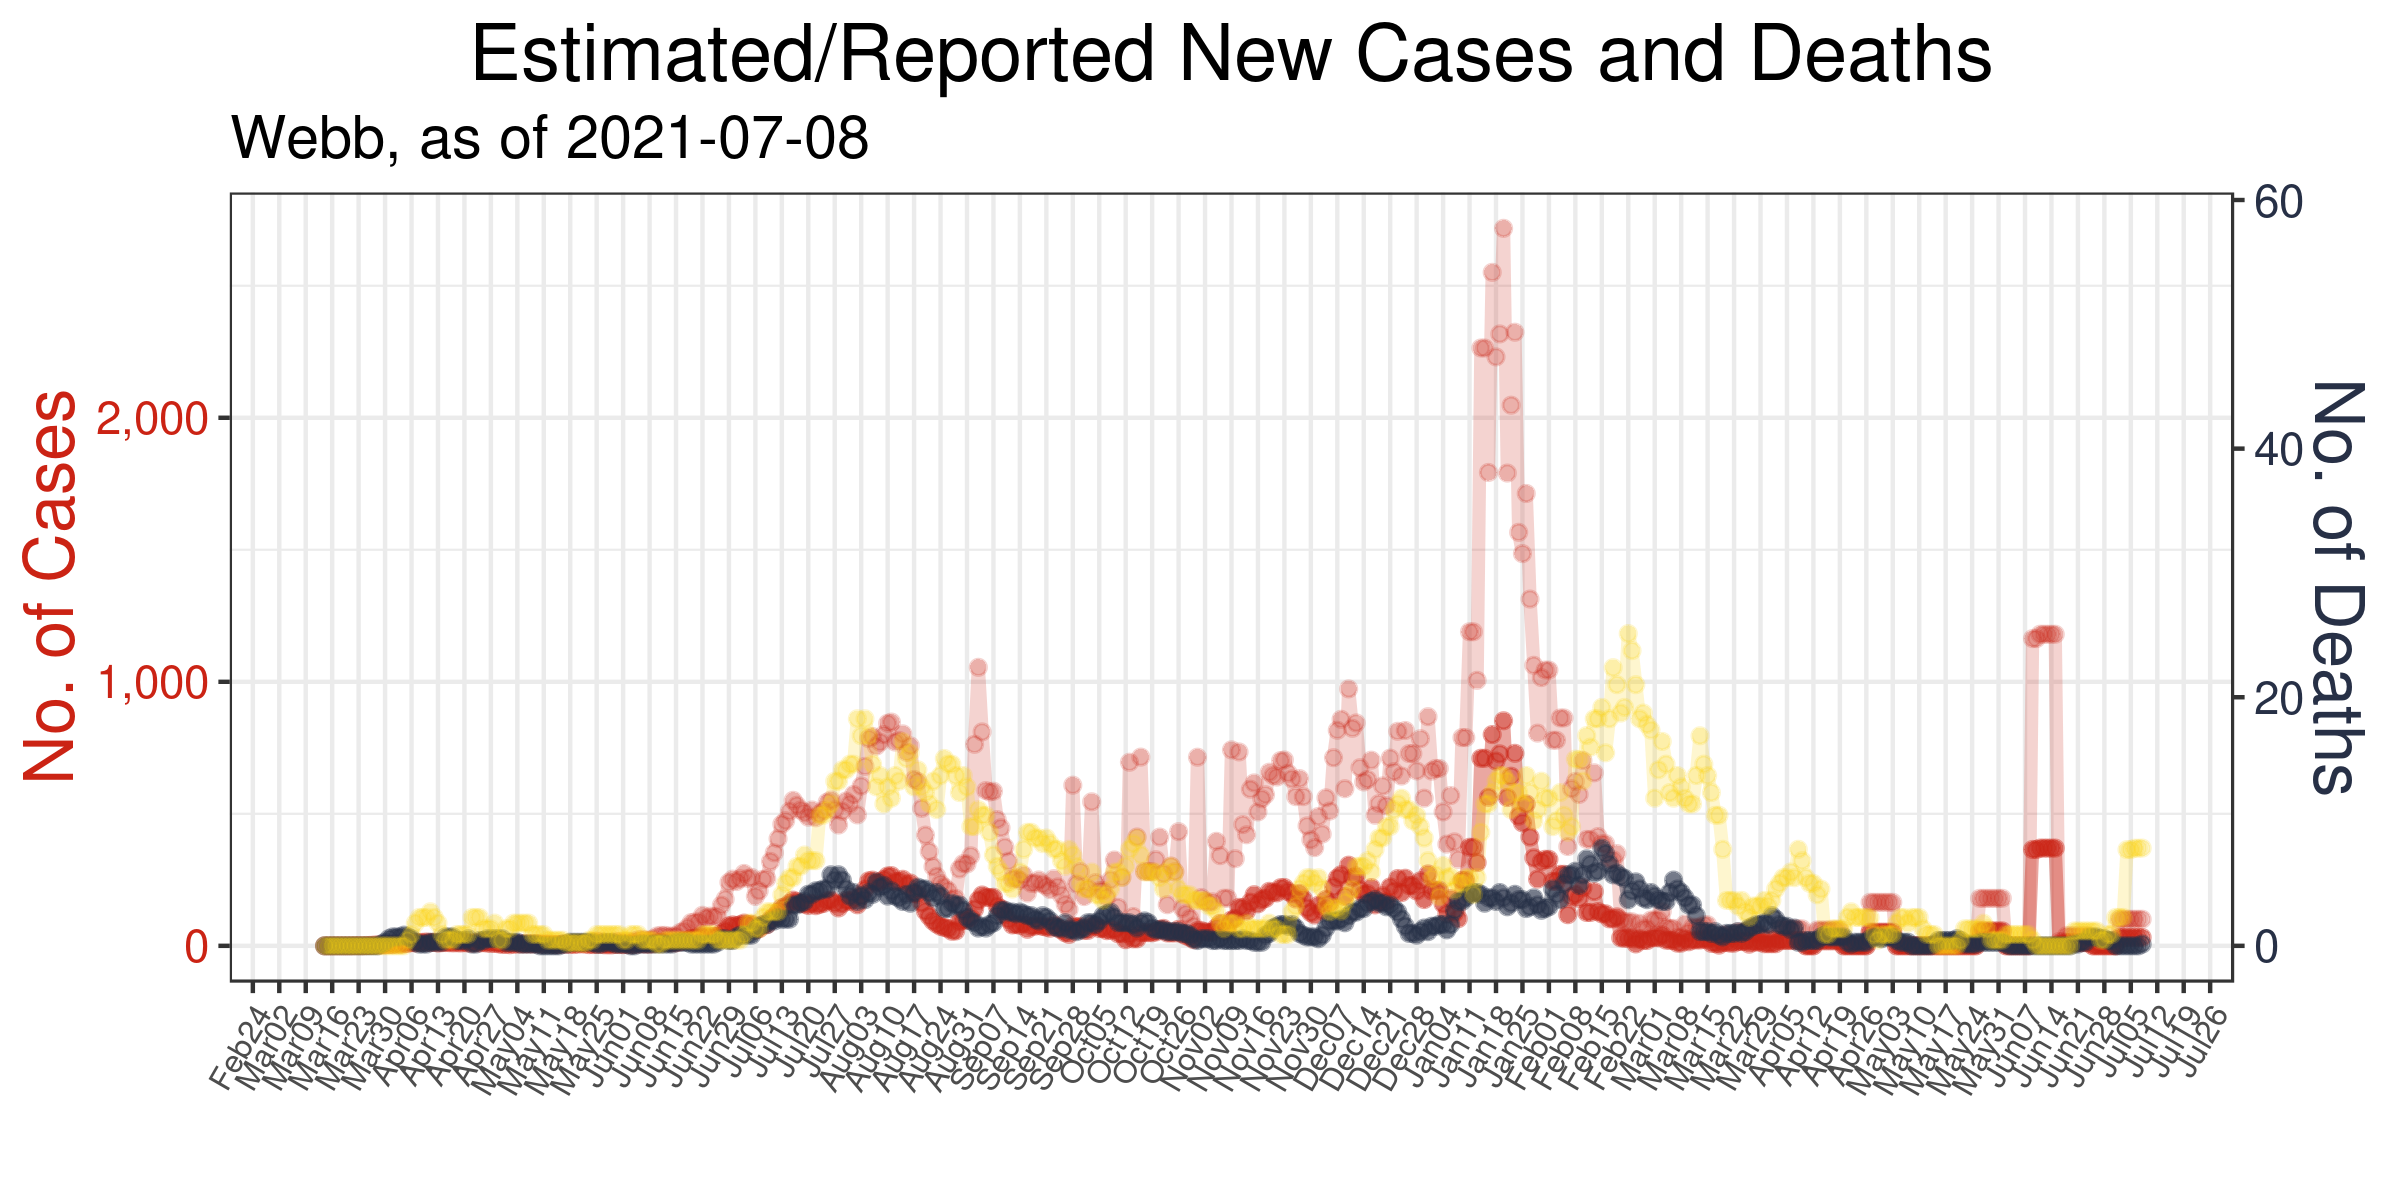 Estimated/Reported New Cases and Deaths
Webb, as of 2021-07-08
No. of Cases
2,000
1,000
0
60
40
20
0
No. of Deaths
Feb24
Mar02
Mar09
Mar16
Mar23
Mar30
Apr06
Apr13
Apr20
Apr27
May04
May11
May18
May25
Jun01
Jun08
Jun15
Jun22
Jun29
Jul06
Jul13
Jul20
Jul27
Aug03
Aug10
Aug17
Aug24
Aug31
Sep07
Sep14
Sep21
Sep28
Oct05
Oct12
Oct19
Oct26
Nov02
Nov09
Nov16
Nov23
Nov30
Dec07
Dec14
Dec21
Dec28
Jan04
Jan11
Jan18
Jan25
Feb01
Feb08
Feb15
Feb22
Mar01
Mar08
Mar15
Mar22
Mar29
Apr05
Apr12
Apr19
Apr26
May03
May10
May17
May24
May31
Jun07
Jun14
Jun21
Jun28
Jul05
Jul12
Jul19
Jul26